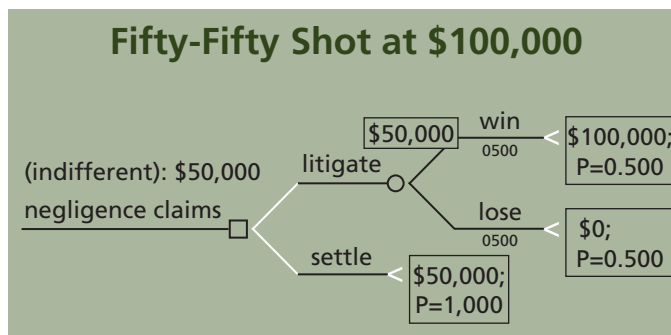 Fifty-Fifty Shot at $100,000
(indifferent): $50,000
negligence claims
litigate
$50,000
win
0500
$100,000;
P=0.500
lose
0500
$0;
P=0.500
settle
$50,000;
P=1,000